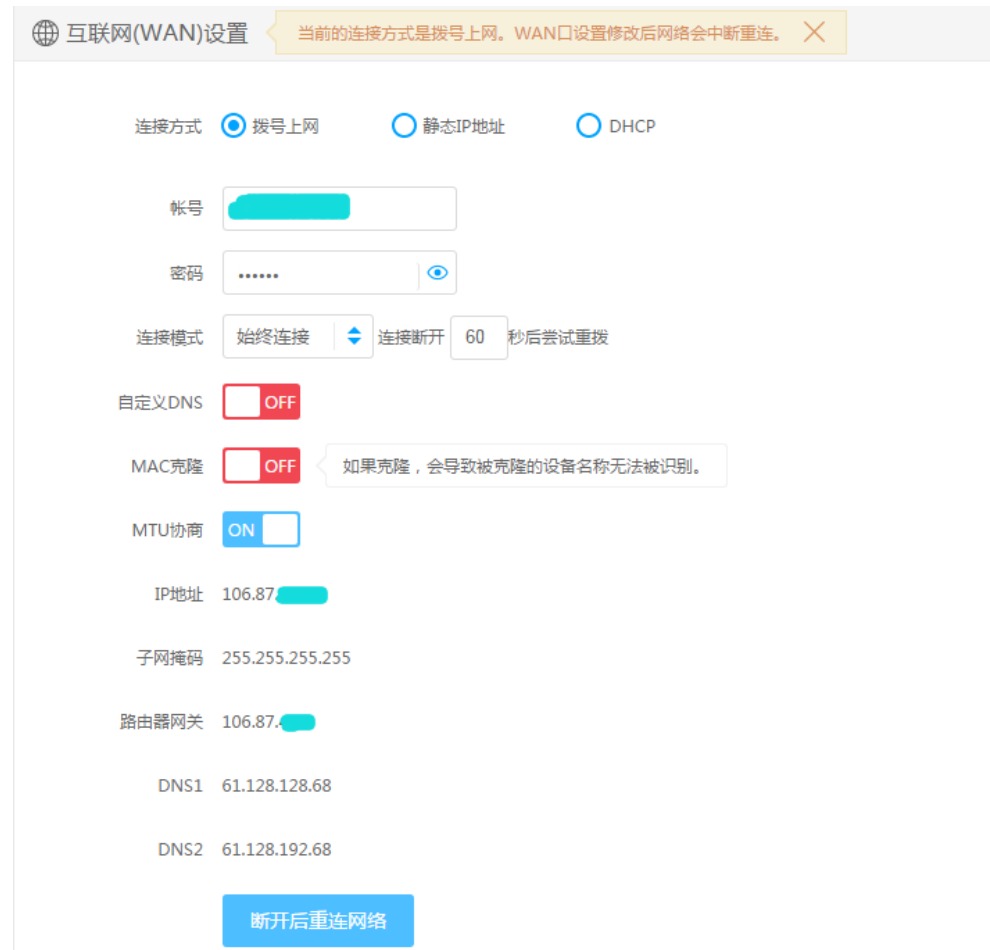 互联网(WAN)设置 当前的连接方式是拨号上网。WAN口设置修改后网络会中断重连。
连接方式 拨号上网 静态IP地址 DHCP
帐号
密码 ••••••
连接模式 始终连接 连接断开 60 秒后尝试重拨
自定义DNS OFF
MAC克隆 OFF 如果克隆，会导致被克隆的设备名称无法被识别。
MTU协商 ON
IP地址 106.87.
子网掩码 255.255.255.255
路由器网关 106.87.
DNS1 61.128.128.68
DNS2 61.128.192.68
断开后重连网络